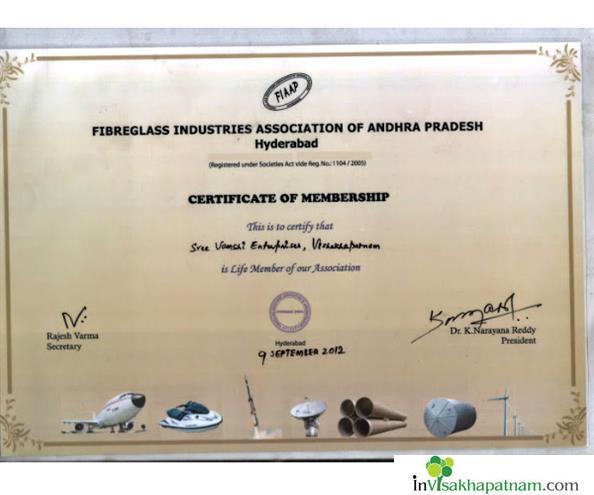 FIAAP
FIBREGLASS INDUSTRIES ASSOCIATION OF ANDHRA PRADESH
Hyderabad
(Registered under Societies Act vide Reg. No.: 1104 / 2005)
CERTIFICATE OF MEMBERSHIP
This is to certify that
Sree Vamshi Enterprises, Visakhapatnam
is Life Member of our Association
Rajesh Varma
Secretary
Hyderabad
9 SEPTEMBER 2012
Dr. K.Narayana Reddy
President
inVisakhapatnam.com